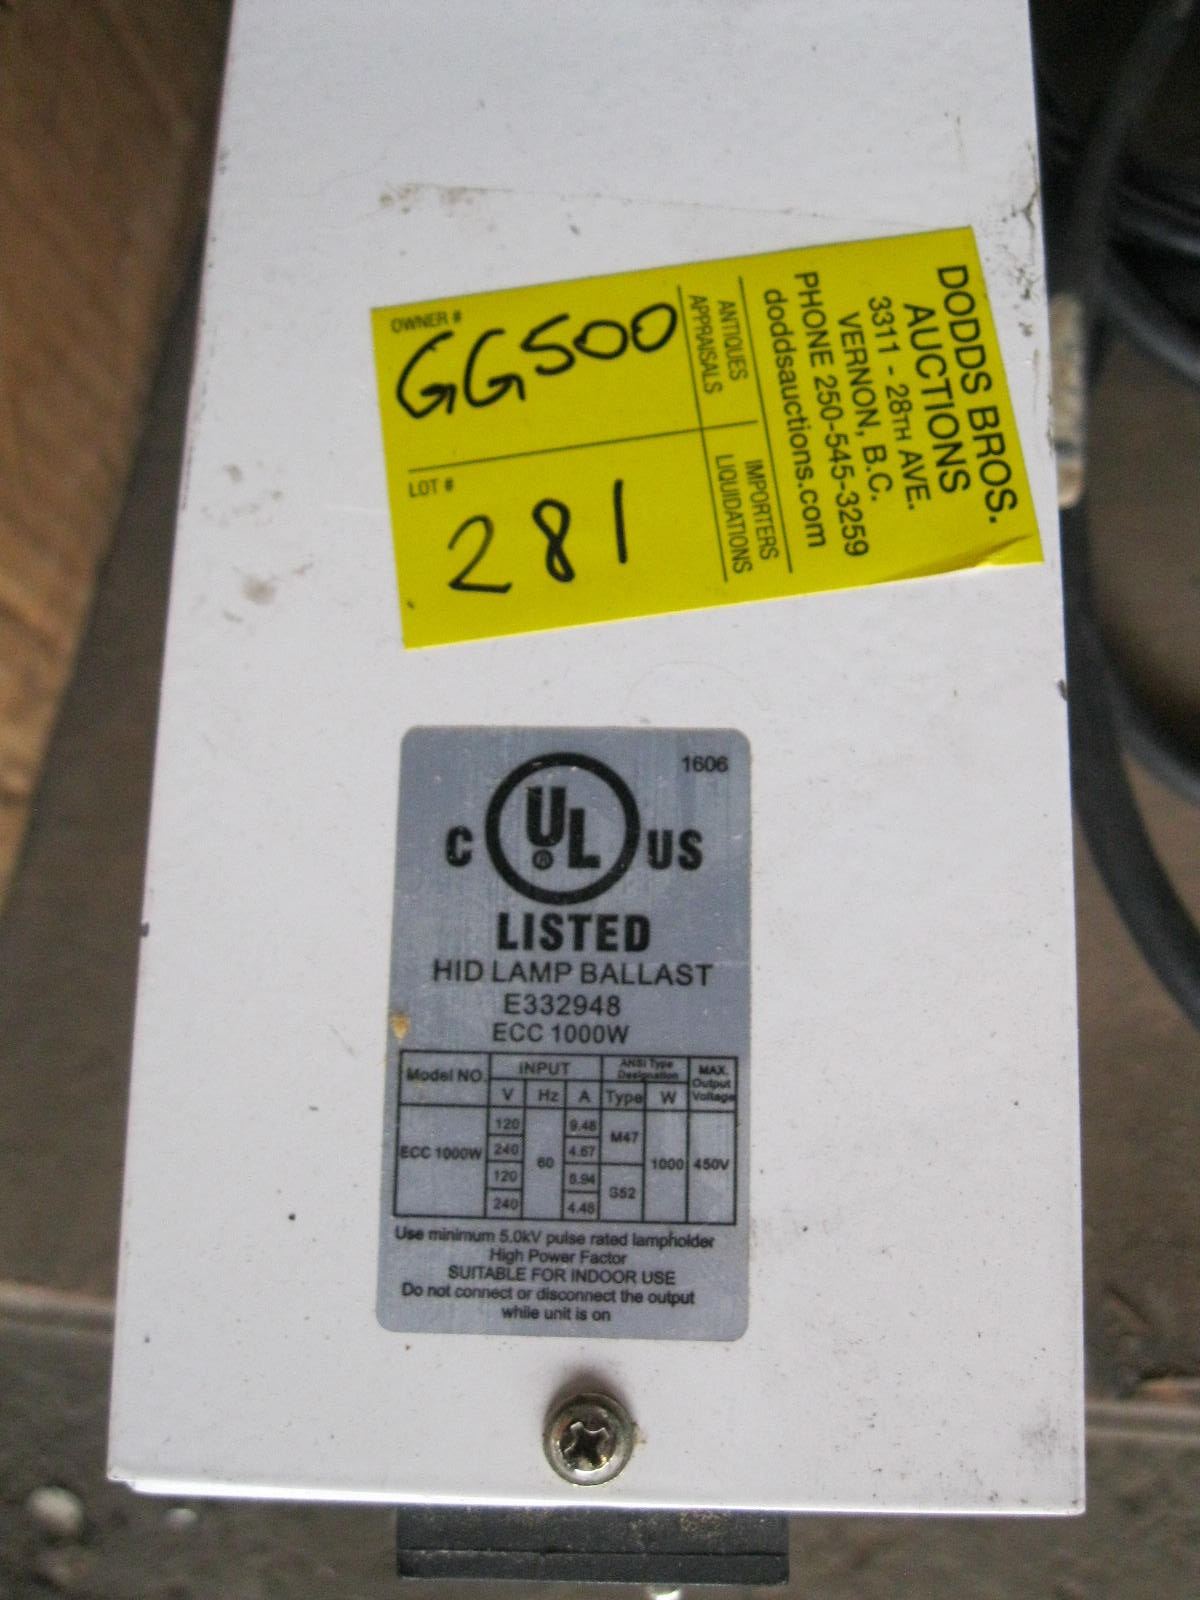 OWNER #
GG500
LOT #
281
ANTIQUES
APPRAISALS
IMPORTERS
LIQUIDATIONS
DODDS BROS.
AUCTIONS
3311 - 28TH AVE.
VERNON, B.C.
PHONE 250-545-3259
doddsauctions.com
1606
C UL ® US
LISTED
HID LAMP BALLAST
E332948
ECC 1000W
Model NO. INPUT ANSI Type Designation MAX. Output Voltage
V Hz A Type W
ECC 1000W 120 60 9.48 M47 1000 450V
240 4.67
120 8.94 S52
240 4.48
Use minimum 5.0kV pulse rated lampholder
High Power Factor
SUITABLE FOR INDOOR USE
Do not connect or disconnect the output
while unit is on